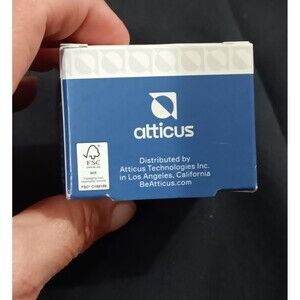 atticus
Distributed by
Atticus Technologies Inc.
in Los Angeles, California
BeAtticus.com
FSC
MIX